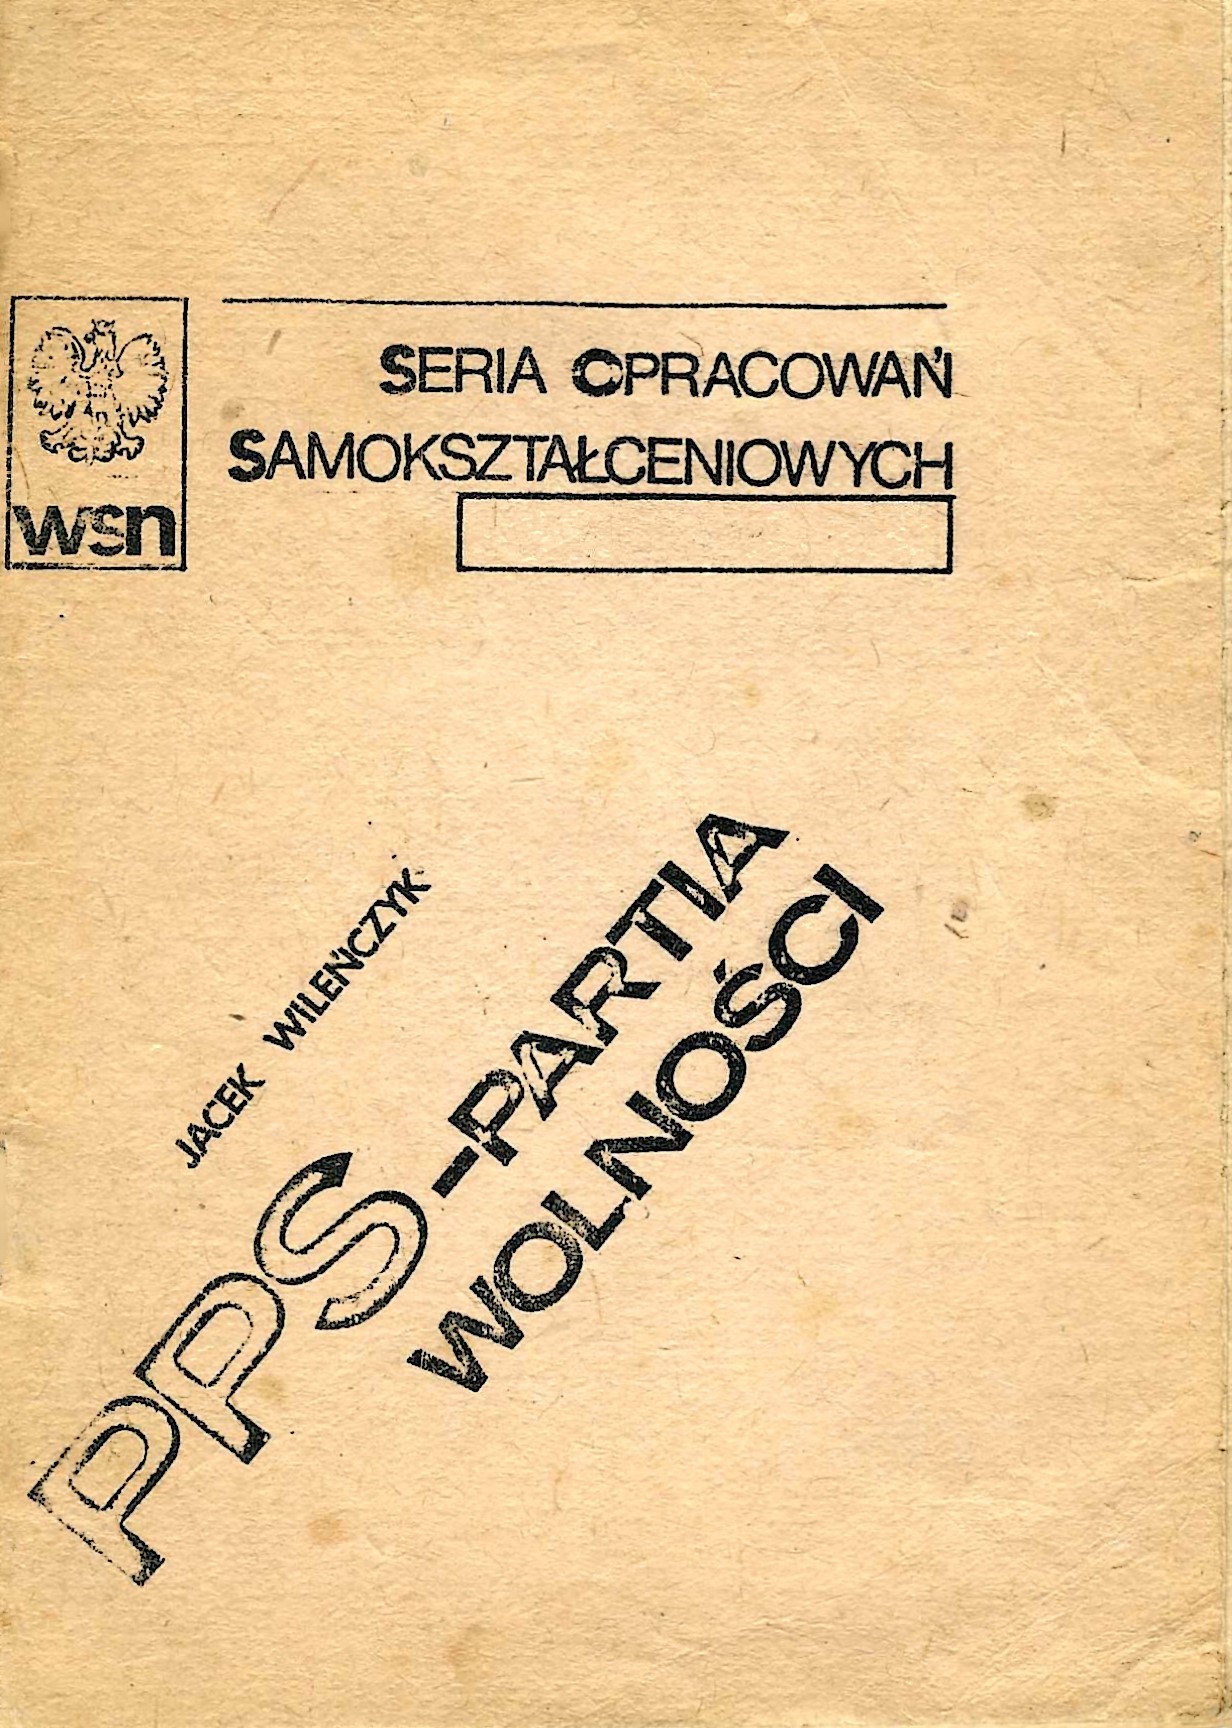 wsn
SERIA OPRACOWAŃ
SAMOKSZTAŁCENIOWYCH
JACEK WILEŃCZYK
PPS-PARTIA
WOLNOŚCI